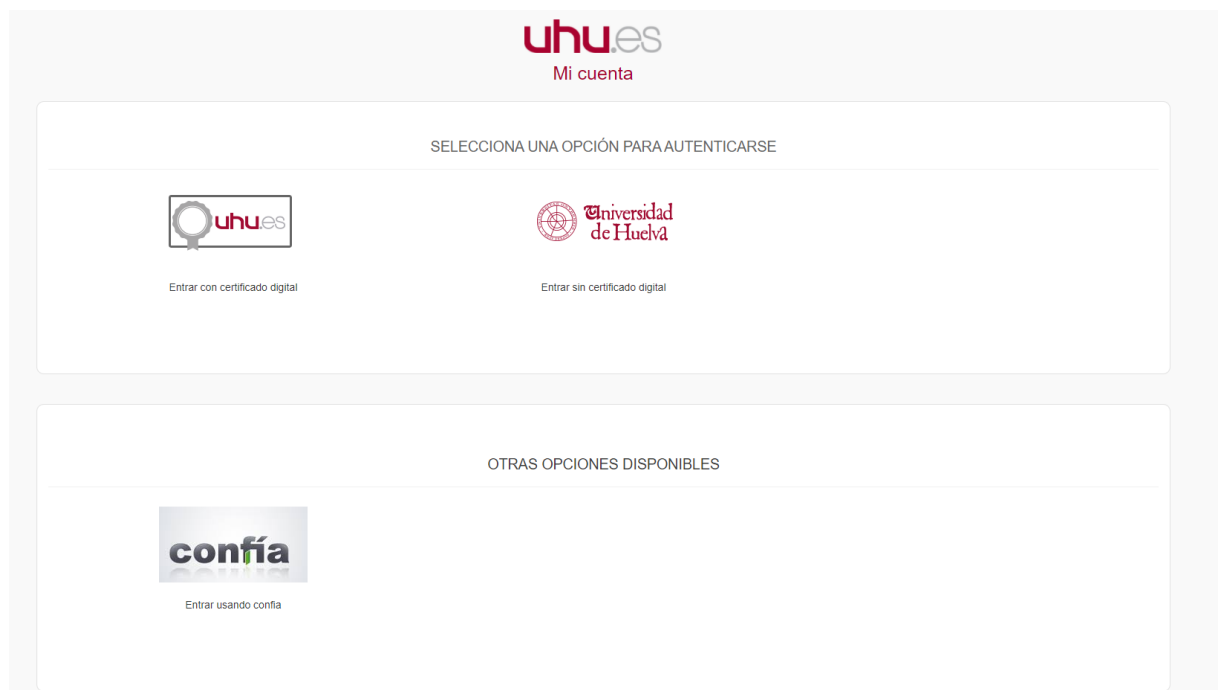 uhu.es
Mi cuenta
SELECCIONA UNA OPCIÓN PARA AUTENTICARSE
uhu.es
Universidad
de Huelva
Entrar con certificado digital
Entrar sin certificado digital
OTRAS OPCIONES DISPONIBLES
confía
Entrar usando confia